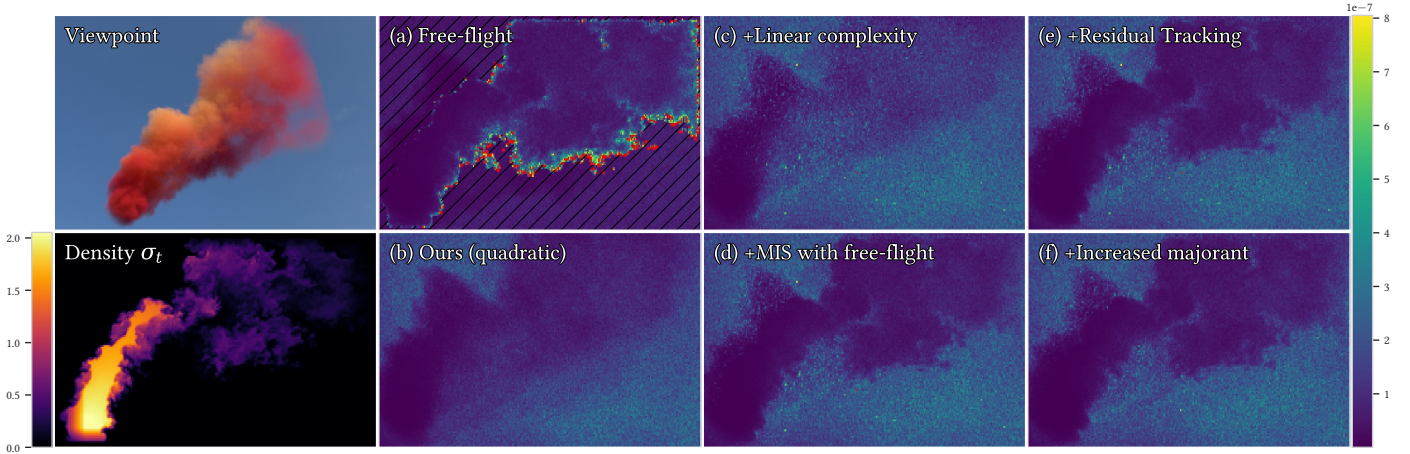 1e−7
Viewpoint
(a) Free-flight
(c) +Linear complexity
(e) +Residual Tracking
8
7
6
5
4
3
2
1
2.0
1.5
1.0
0.5
0.0
Density σt
(b) Ours (quadratic)
(d) +MIS with free-flight
(f) +Increased majorant